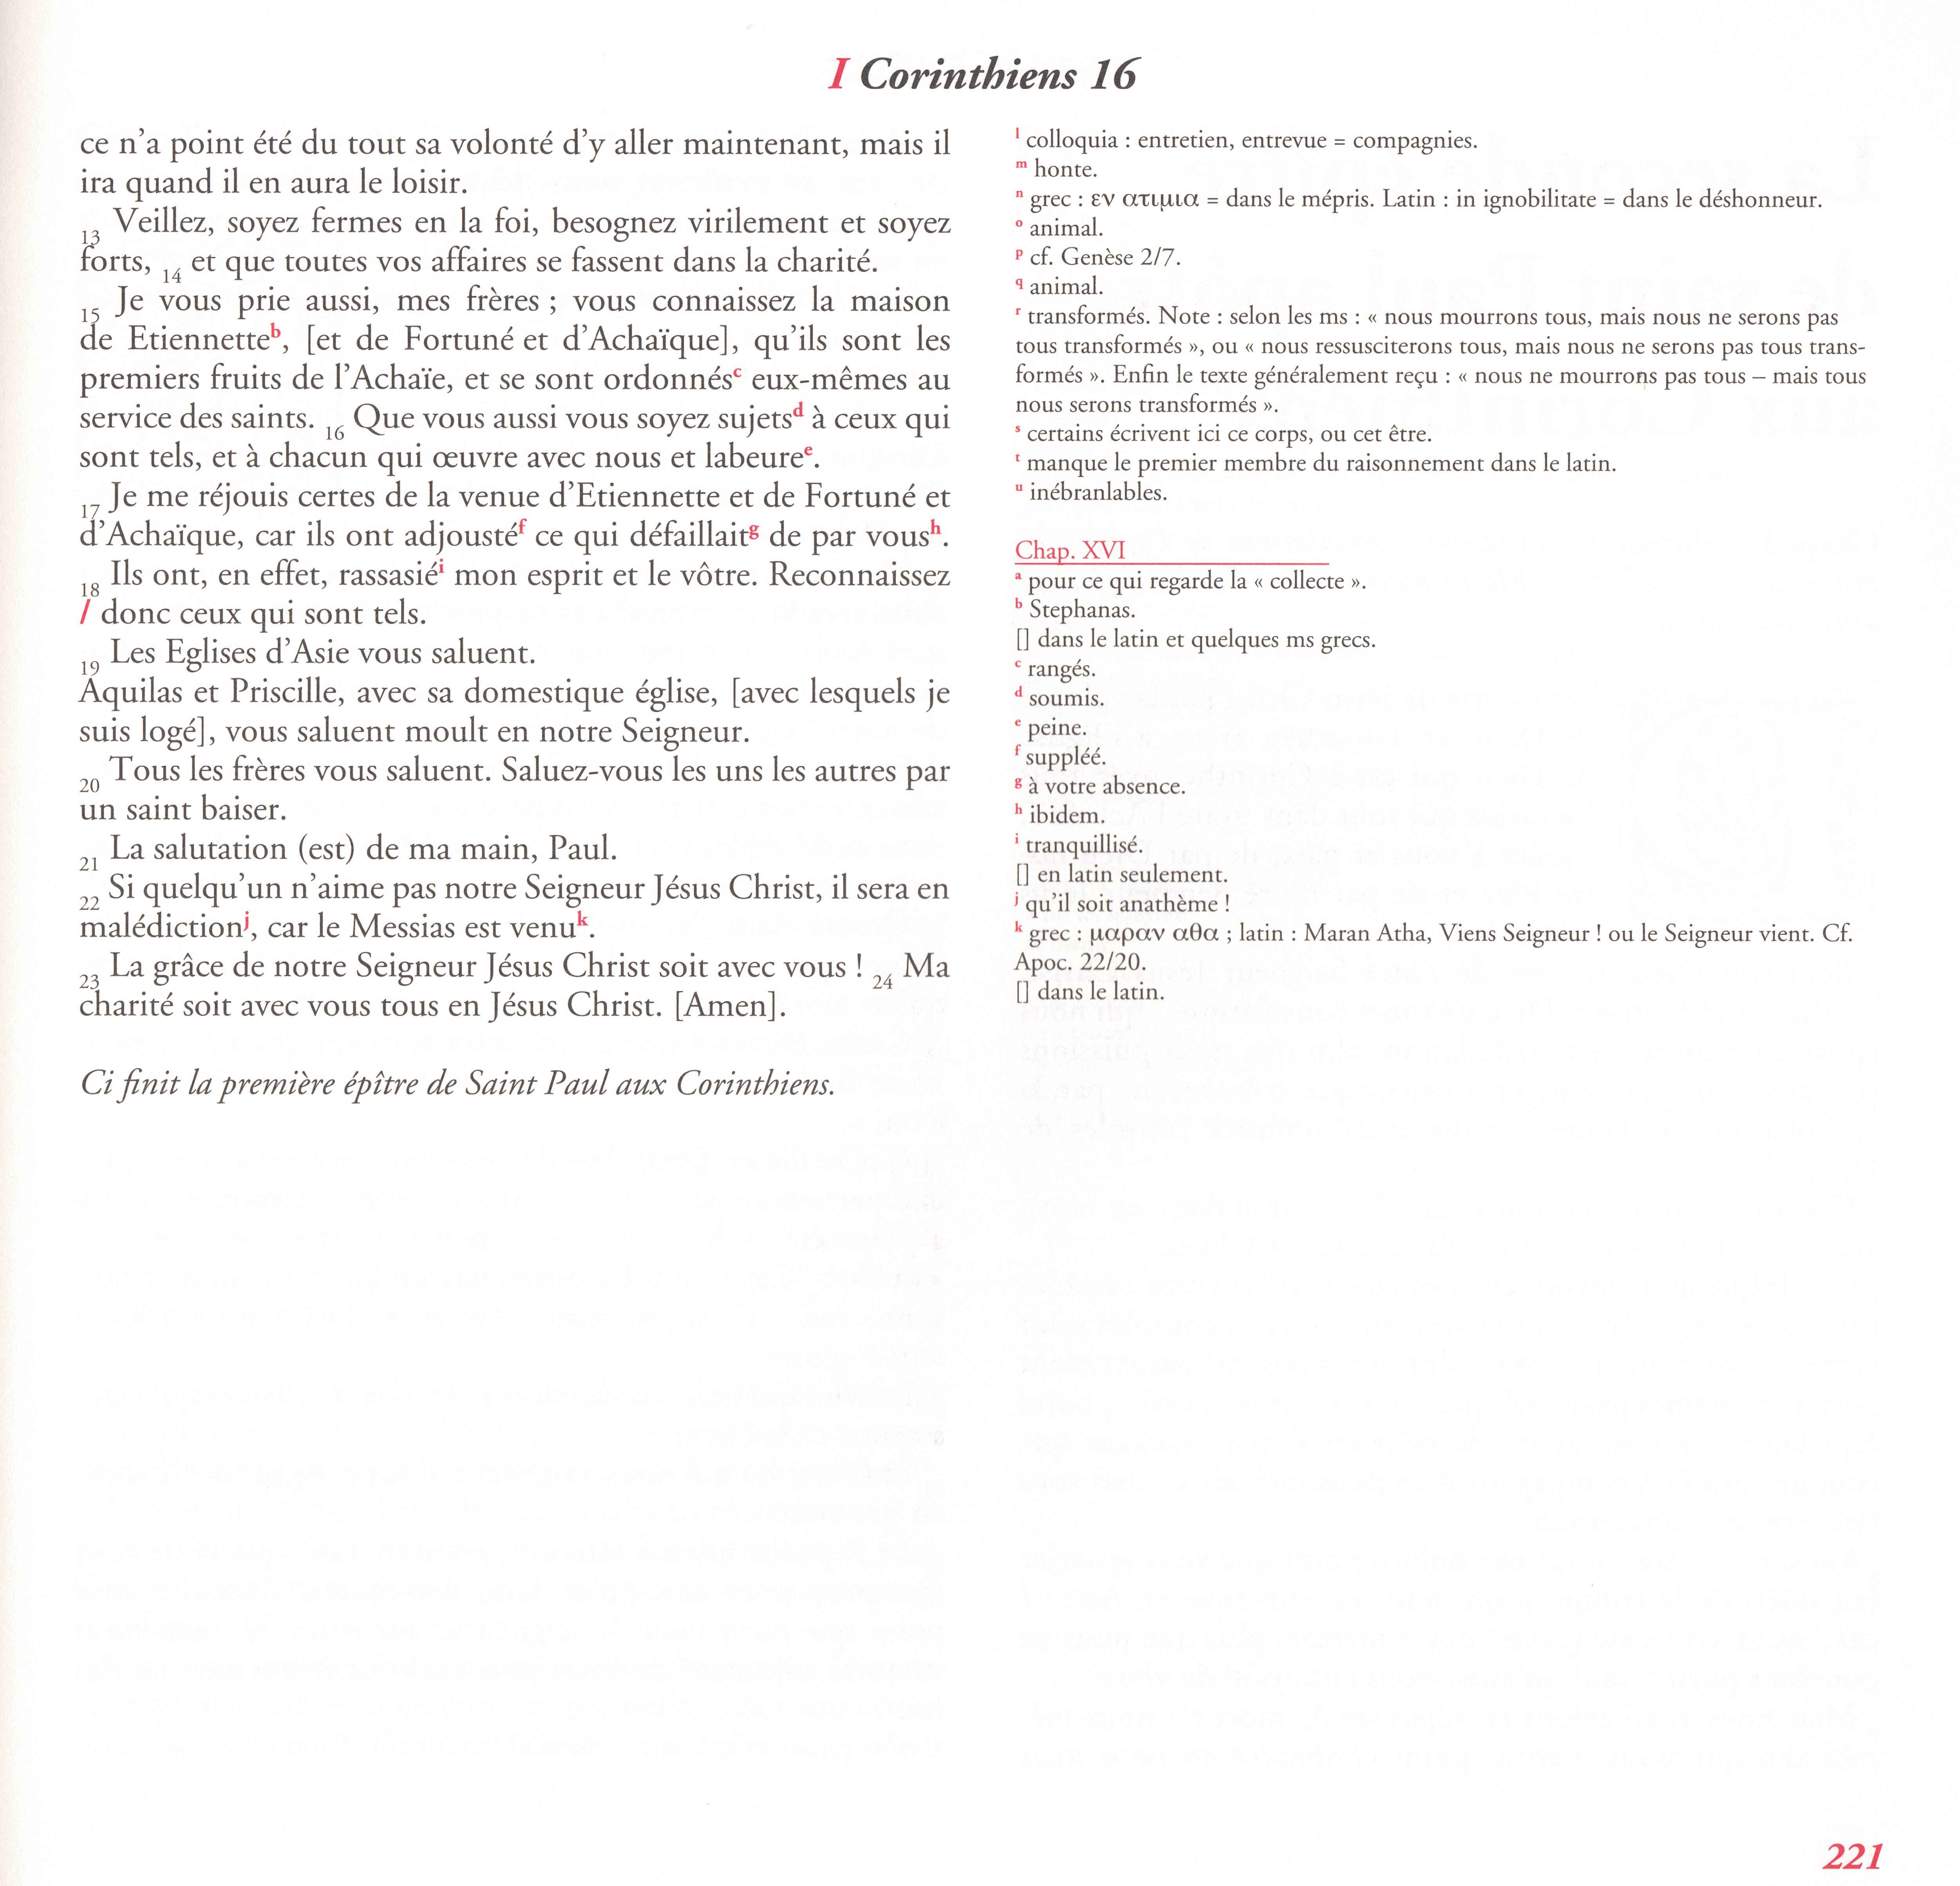 I Corinthiens 16
ce n'a point été du tout sa volonté d'y aller maintenant, mais il
ira quand il en aura le loisir.
13 Veillez, soyez fermes en la foi, besognez virilement et soyez
forts, 14 et que toutes vos affaires se fassent dans la charité.
15 Je vous prie aussi, mes frères ; vous connaissez la maison
de Etiennetteb, [et de Fortuné et d'Achaïque], qu'ils sont les
premiers fruits de l'Achaïe, et se sont ordonnésc eux-mêmes au
service des saints. 16 Que vous aussi vous soyez sujetsd à ceux qui
sont tels, et à chacun qui œuvre avec nous et labeuree.
17 Je me réjouis certes de la venue d'Etiennette et de Fortuné et
d'Achaïque, car ils ont adjoustéf ce qui défaillaitg de par voush.
18 Ils ont, en effet, rassasiéi mon esprit et le vôtre. Reconnaissez
/ donc ceux qui sont tels.
19 Les Eglises d'Asie vous saluent.
Aquilas et Priscille, avec sa domestique église, [avec lesquels je
suis logé], vous saluent moult en notre Seigneur.
20 Tous les frères vous saluent. Saluez-vous les uns les autres par
un saint baiser.
21 La salutation (est) de ma main, Paul.
22 Si quelqu'un n'aime pas notre Seigneur Jésus Christ, il sera en
malédictionj, car le Messias est venuk.
23 La grâce de notre Seigneur Jésus Christ soit avec vous ! 24 Ma
charité soit avec vous tous en Jésus Christ. [Amen].
Ci finit la première épître de Saint Paul aux Corinthiens.
l colloquia : entretien, entrevue = compagnies.
m honte.
n grec : εν ατιμια = dans le mépris. Latin : in ignobilitate = dans le déshonneur.
o animal.
p cf. Genèse 2/7.
q animal.
r transformés. Note : selon les ms : « nous mourrons tous, mais nous ne serons pas
tous transformés », ou « nous ressusciterons tous, mais nous ne serons pas tous trans-
formés ». Enfin le texte généralement reçu : « nous ne mourrons pas tous – mais tous
nous serons transformés ».
s certains écrivent ici ce corps, ou cet être.
t manque le premier membre du raisonnement dans le latin.
u inébranlables.
Chap. XVI
a pour ce qui regarde la « collecte ».
b Stephanas.
[] dans le latin et quelques ms grecs.
c rangés.
d soumis.
e peine.
f suppléé.
g à votre absence.
h ibidem.
i tranquillisé.
[] en latin seulement.
j qu'il soit anathème !
k grec : μαραν αθα ; latin : Maran Atha, Viens Seigneur ! ou le Seigneur vient. Cf.
Apoc. 22/20.
[] dans le latin.
221